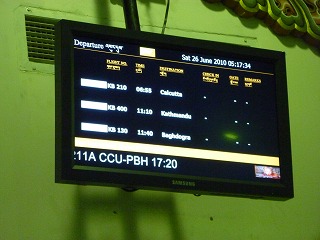 Departure
Sat 26 June 2010 05:17:34
FLIGHT NO. TIME DESTINATION CHECK IN GATE REMARKS
KB 210 08:55 Calcutta - -
KB 400 11:10 Kathmandu - -
KB 130 11:40 Bagdogra - -
211A CCU-PBH 17:20
SAMSUNG